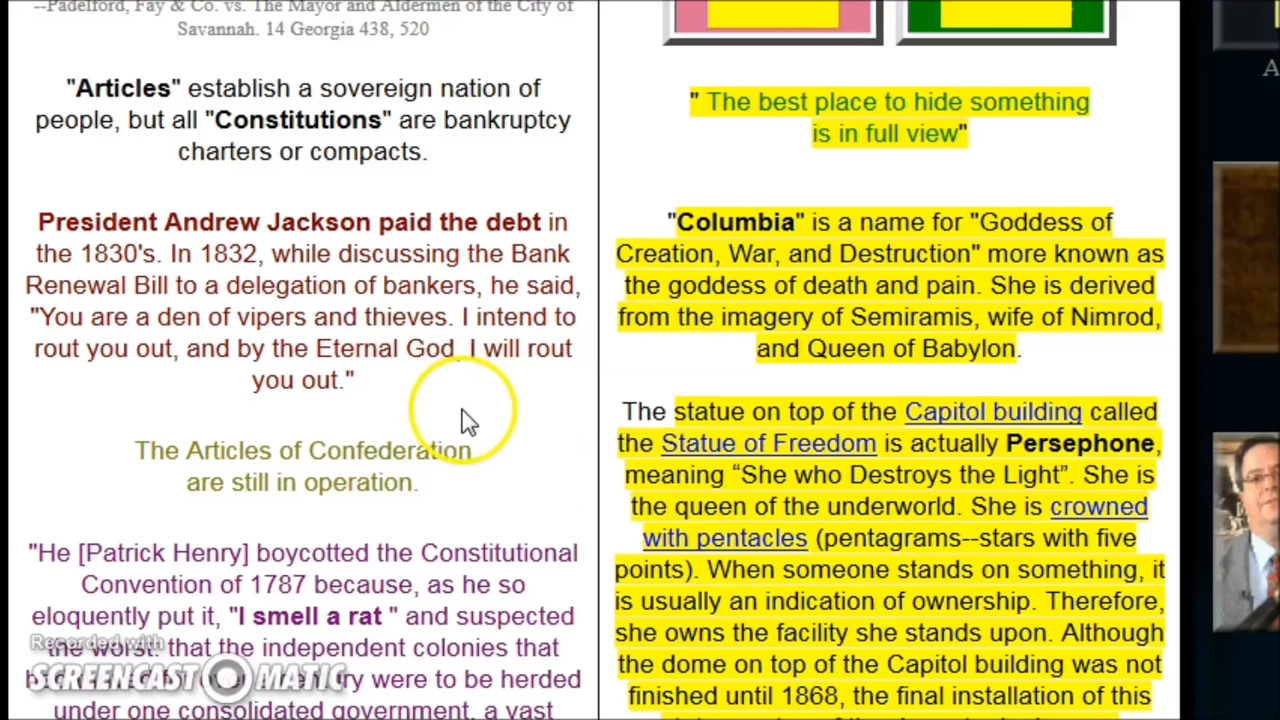 --Padelford, Fay & Co. vs. The Mayor and Aldermen of the City of
Savannah. 14 Georgia 438, 520
"Articles" establish a sovereign nation of
people, but all "Constitutions" are bankruptcy
charters or compacts.
President Andrew Jackson paid the debt in
the 1830's. In 1832, while discussing the Bank
Renewal Bill to a delegation of bankers, he said,
"You are a den of vipers and thieves. I intend to
rout you out, and by the Eternal God, I will rout
you out."
The Articles of Confederation
are still in operation.
"He [Patrick Henry] boycotted the Constitutional
Convention of 1787 because, as he so
eloquently put it, "I smell a rat " and suspected
the worst: that the independent colonies that
were to be herded
under one consolidated government, a vast
" The best place to hide something
is in full view"
"Columbia" is a name for "Goddess of
Creation, War, and Destruction" more known as
the goddess of death and pain. She is derived
from the imagery of Semiramis, wife of Nimrod,
and Queen of Babylon.
The statue on top of the Capitol building called
the Statue of Freedom is actually Persephone,
meaning “She who Destroys the Light”. She is
the queen of the underworld. She is crowned
with pentacles (pentagrams--stars with five
points). When someone stands on something, it
is usually an indication of ownership. Therefore,
she owns the facility she stands upon. Although
the dome on top of the Capitol building was not
finished until 1868, the final installation of this
A
Recorded with
SCREENCAST MATIC